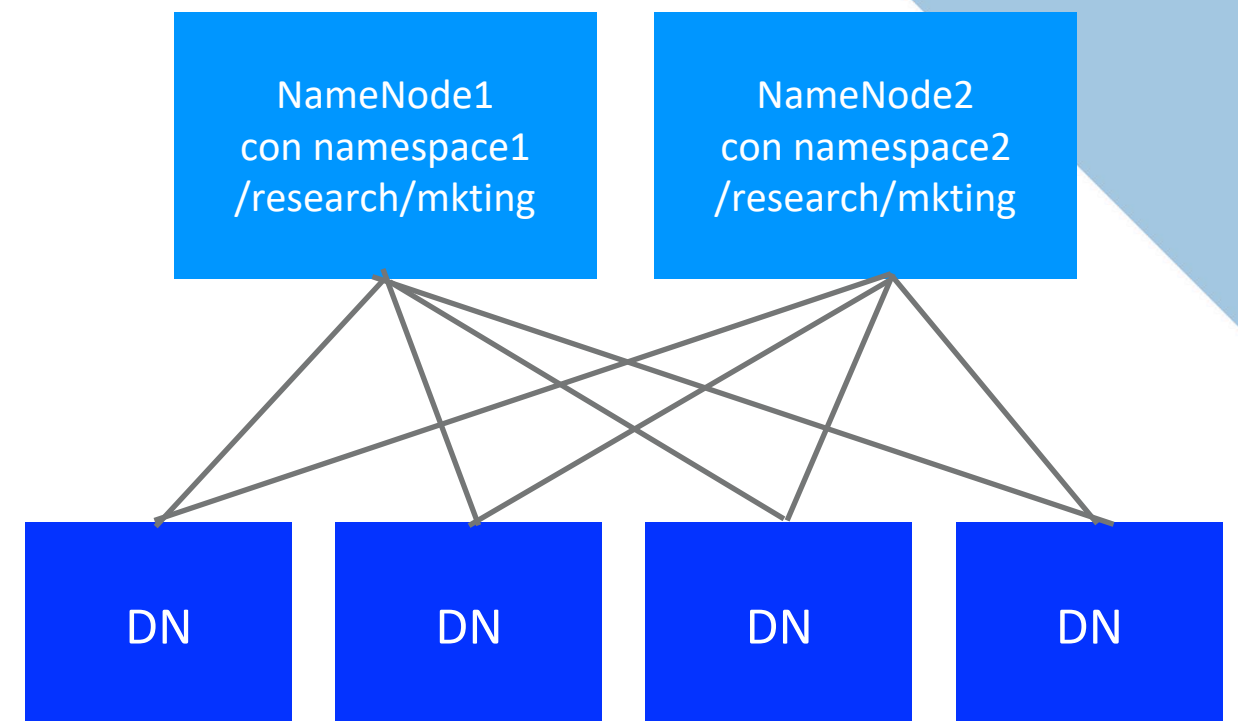 NameNode1
con namespace1
/research/mkting
NameNode2
con namespace2
/research/mkting
DN
DN
DN
DN